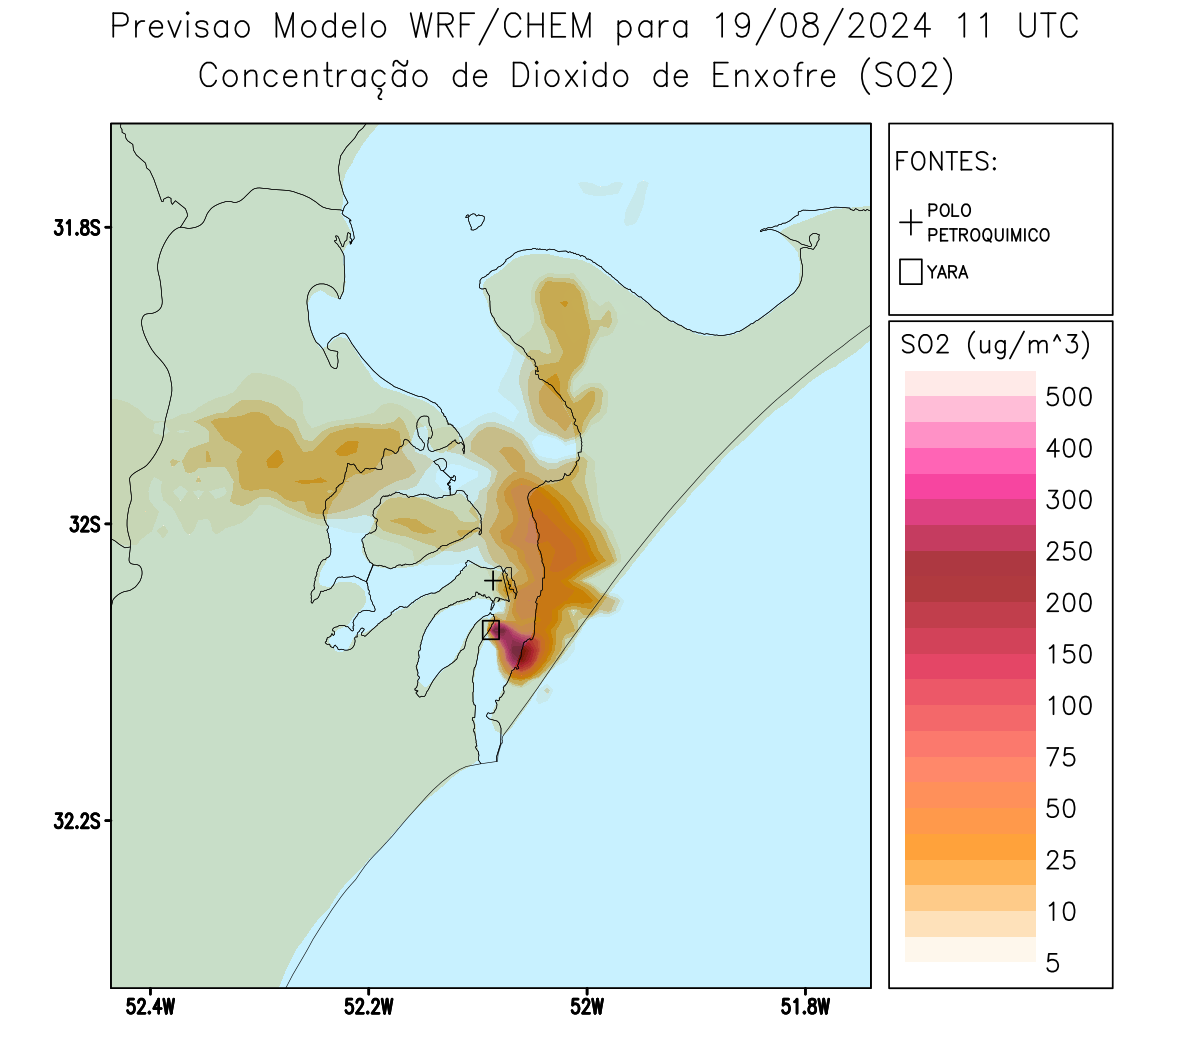 Previsao Modelo WRF/CHEM para 19/08/2024 11 UTC
Concentração de Dioxido de Enxofre (SO2)
FONTES:
POLO
PETROQUIMICO
YARA
31.8S
32S
32.2S
52.4W
52.2W
52W
51.8W
SO2 (ug/m^3)
500
400
300
250
200
150
100
75
50
25
10
5